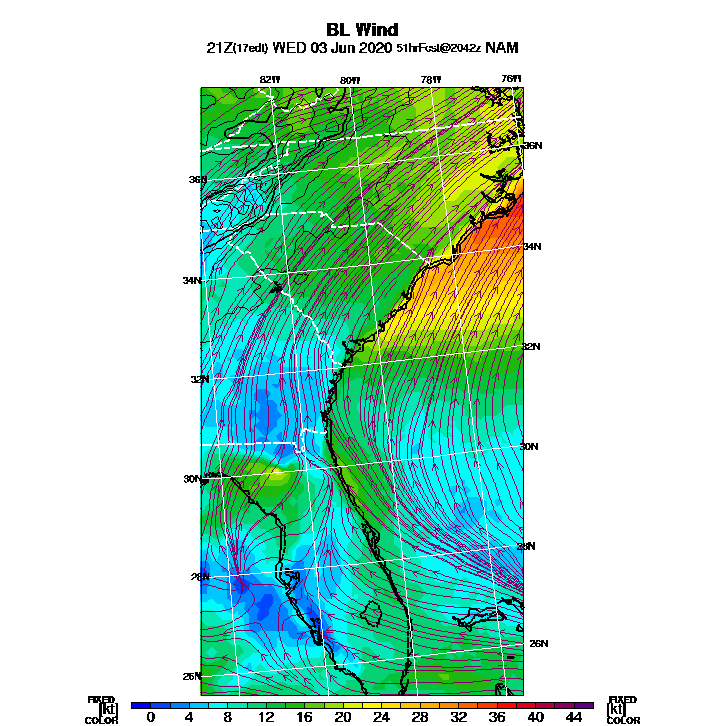 BL Wind
21Z(17edt) WED 03 Jun 2020 51hrFcst@2042z NAM
82W 80W 78W 76W
36N
36N
34N
34N
32N
32N
30N
30N
28N
28N
26N
26N
FIXED [kt] COLOR 0 4 8 12 16 20 24 28 32 36 40 44 FIXED [kt] COLOR